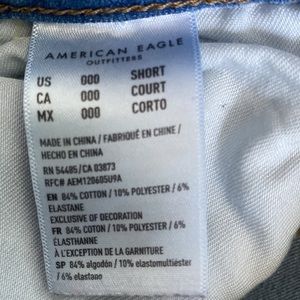 AMERICAN EAGLE
OUTFITTERS
US 000 SHORT
CA 000 COURT
MX 000 CORTO
MADE IN CHINA / FABRIQUÉ EN CHINE /
HECHO EN CHINA
RN 54485/CA 03873
RFC# AEM120605U9A
EN 84% COTTON / 10% POLYESTER / 6%
ELASTANE
EXCLUSIVE OF DECORATION
FR 84% COTON / 10% POLYESTER / 6%
ÉLASTHANNE
À L'EXCEPTION DE LA GARNITURE
SP 84% algodón / 10% elastomultiéster
/ 6% elastano